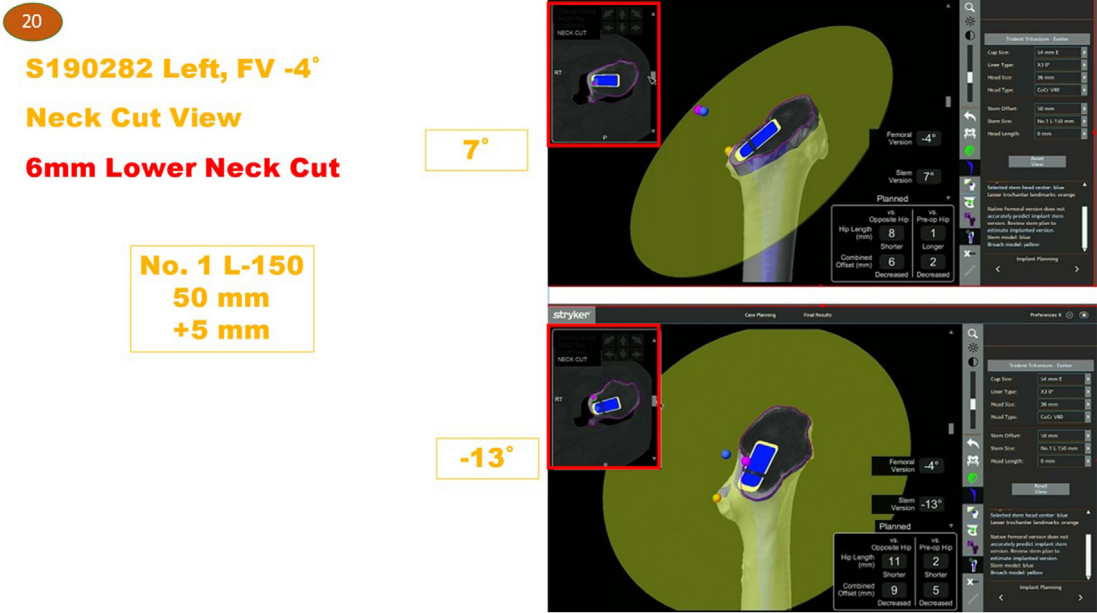 20
S190282 Left, FV -4°
Neck Cut View
6mm Lower Neck Cut
No. 1 L-150
50 mm
+5 mm
7°
-13°
NECK CUT
RT
P
Femoral Version -4°
Stem Version 7°
Planned
vs. Opposite Hip
vs. Pre-op Hip
Hip Length (mm) 8 1
Shorter Longer
Combined Offset (mm) 6 2
Decreased Decreased
Trident Tritanium - Exeter
Cup Size: 54 mm E
Liner Type: X3 0°
Head Size: 36 mm
Head Type: CoCr V40
Stem Offset: 50 mm
Stem Size: No.1 L-150 mm
Head Length: 0 mm
Reset View
Selected stem head center: blue
Lesser trochanter landmarks: orange
Native Femoral version does not
accurately predict implant stem
version. Review stem plan to
estimate implanted version.
Stem model: blue
Broach model: yellow
Implant Planning
stryker
Case Planning
Final Results
Preferences
NECK CUT
RT
P
Femoral Version -4°
Stem Version -13°
Planned
vs. Opposite Hip
vs. Pre-op Hip
Hip Length (mm) 11 2
Shorter Shorter
Combined Offset (mm) 9 5
Decreased Decreased
Trident Tritanium - Exeter
Cup Size: 54 mm E
Liner Type: X3 0°
Head Size: 36 mm
Head Type: CoCr V40
Stem Offset: 50 mm
Stem Size: No.1 L-150 mm
Head Length: 0 mm
Reset View
Selected stem head center: blue
Lesser trochanter landmarks: orange
Native Femoral version does not
accurately predict implant stem
version. Review stem plan to
estimate implanted version.
Stem model: blue
Broach model: yellow
Implant Planning